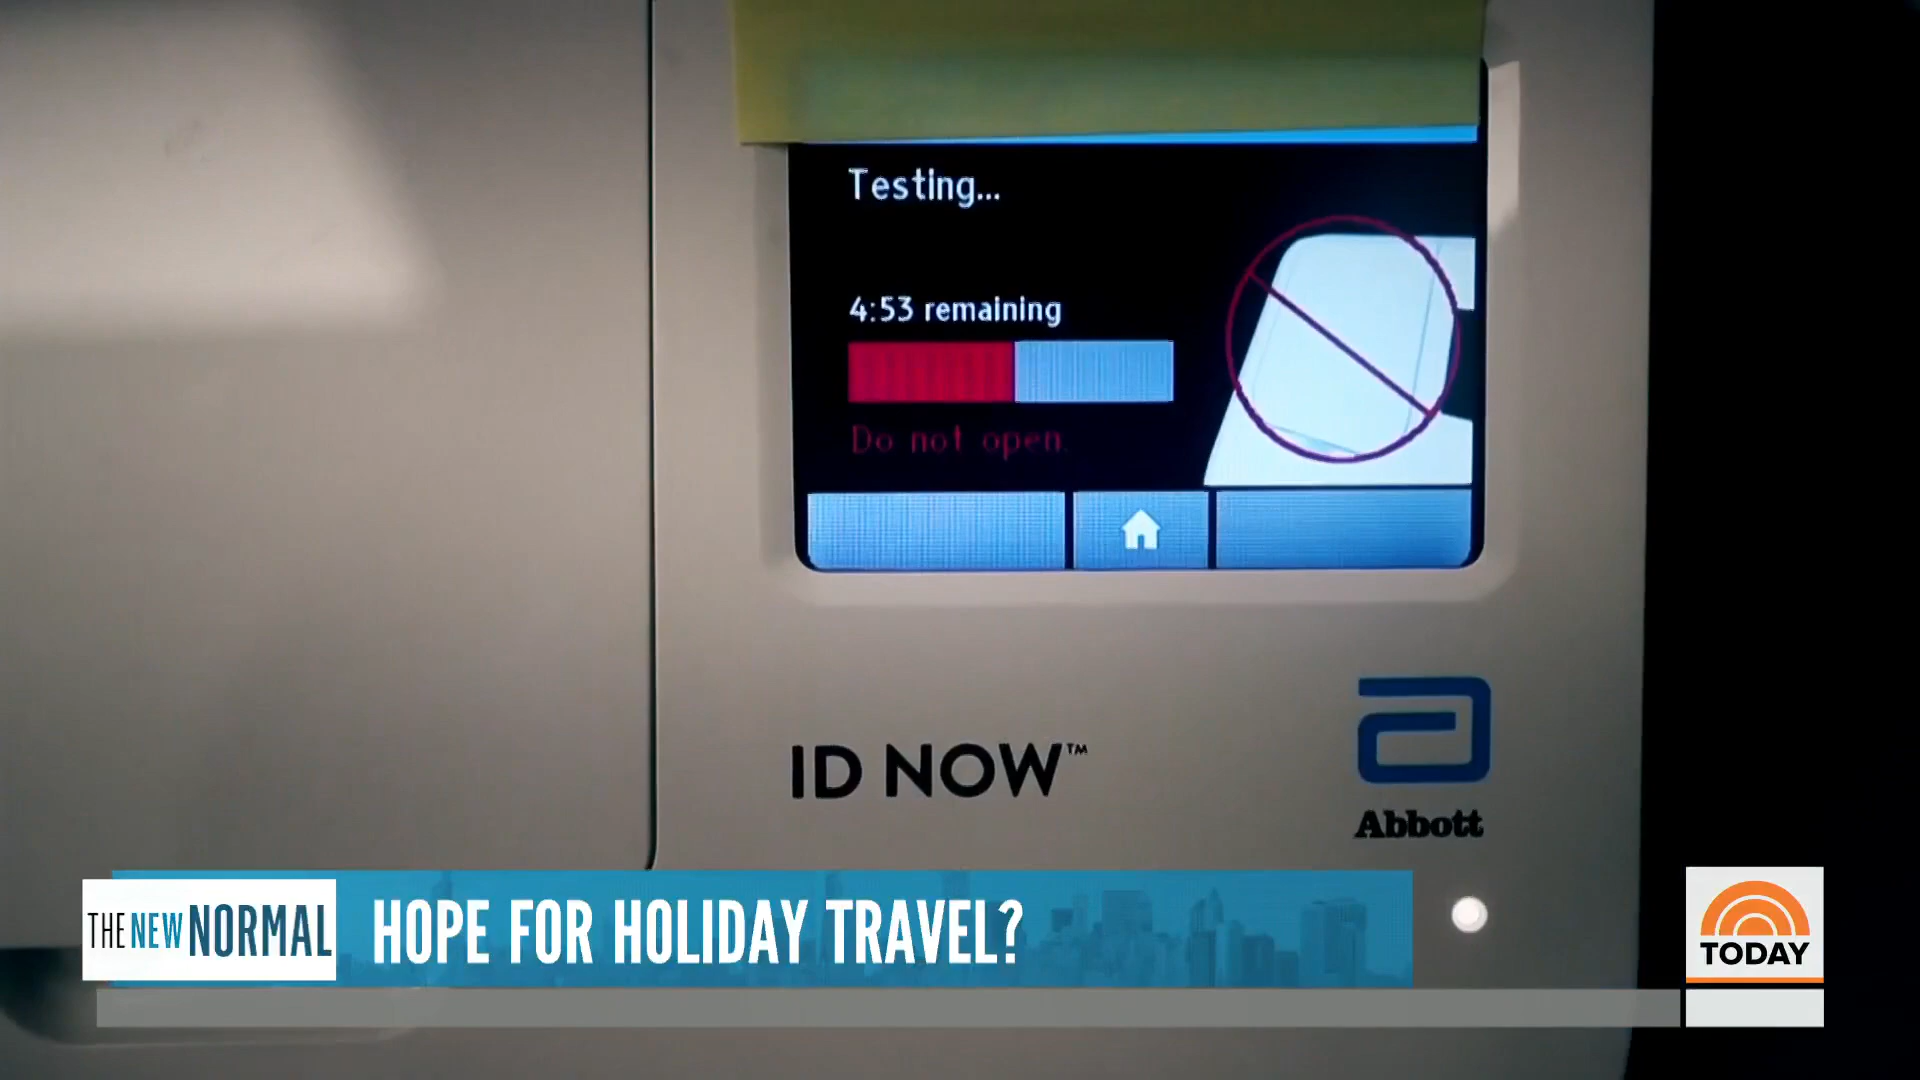 Testing...
4:53 remaining
Do not open.
ID NOW™
Abbott
THE NEW NORMAL
HOPE FOR HOLIDAY TRAVEL?
TODAY